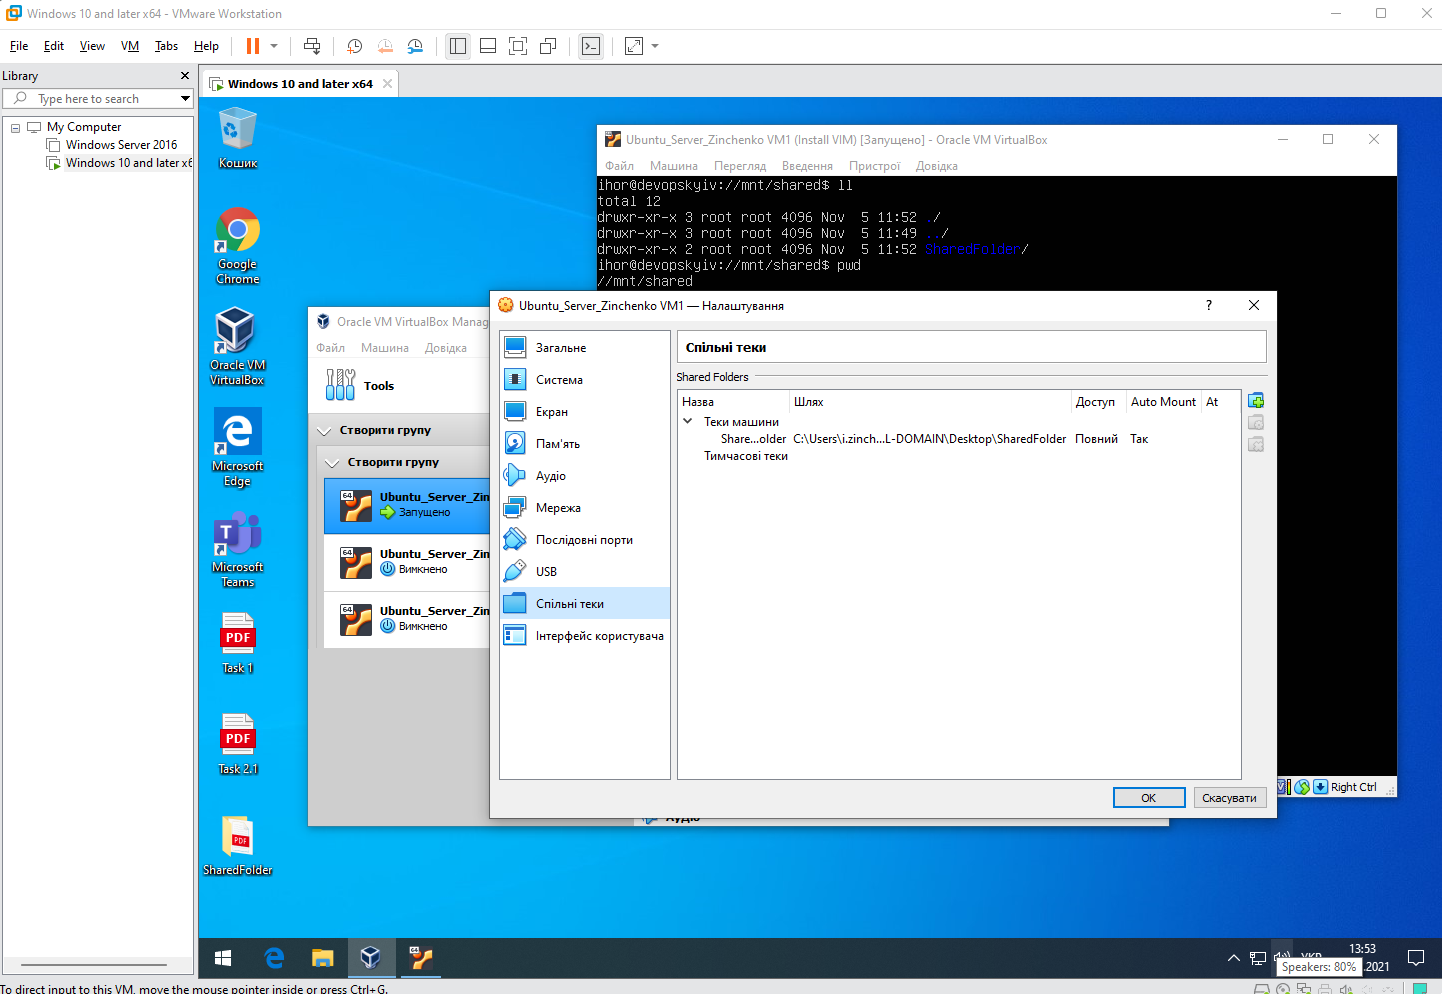 Windows 10 and later x64 - VMware Workstation
File Edit View VM Tabs Help
Library
Type here to search
My Computer
Windows Server 2016
Windows 10 and later x6
Windows 10 and later x64
Кошик
Google Chrome
Oracle VM VirtualBox
Microsoft Edge
Microsoft Teams
PDF
Task 1
PDF
Task 2.1
PDF
SharedFolder
Ubuntu_Server_Zinchenko VM1 (Install VIM) [Запущено] - Oracle VM VirtualBox
Файл Машина Перегляд Введення Пристрої Довідка
ihor@devopskyiv://mnt/shared$ ll
total 12
drwxr-xr-x 3 root root 4096 Nov  5 11:52 ./
drwxr-xr-x 3 root root 4096 Nov  5 11:49 ../
drwxr-xr-x 2 root root 4096 Nov  5 11:52 SharedFolder/
ihor@devopskyiv://mnt/shared$ pwd
//mnt/shared
Right Ctrl
Oracle VM VirtualBox Manag
Файл Машина Довідка
Tools
Створити групу
Створити групу
64
Ubuntu_Server_Zin
Запущено
64
Ubuntu_Server_Zin
Вимкнено
64
Ubuntu_Server_Zin
Вимкнено
Аудіо
Ubuntu_Server_Zinchenko VM1 — Налаштування
?
Загальне
Система
Екран
Пам'ять
Аудіо
Мережа
Послідовні порти
USB
Спільні теки
Інтерфейс користувача
Спільні теки
Shared Folders
Назва Шлях Доступ Auto Mount At
Теки машини
Share...older C:\Users\i.zinch...L-DOMAIN\Desktop\SharedFolder Повний Так
Тимчасові теки
OK Скасувати
64
УКР
13:53
.2021
Speakers: 80%
To direct input to this VM, move the mouse pointer inside or press Ctrl+G.